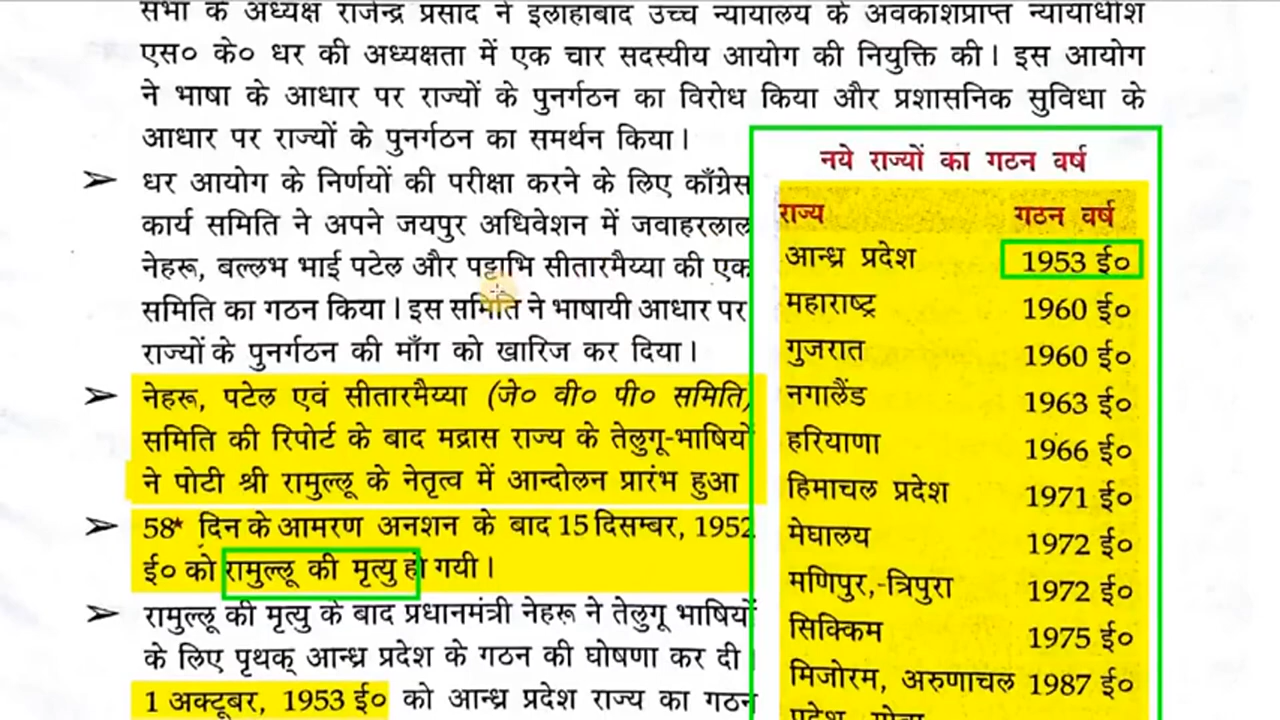 सभा के अध्यक्ष राजेन्द्र प्रसाद ने इलाहाबाद उच्च न्यायालय के अवकाशप्राप्त न्यायाधीश
एस० के० धर की अध्यक्षता में एक चार सदस्यीय आयोग की नियुक्ति की। इस आयोग
ने भाषा के आधार पर राज्यों के पुनर्गठन का विरोध किया और प्रशासनिक सुविधा के
आधार पर राज्यों के पुनर्गठन का समर्थन किया।
➢ धर आयोग के निर्णयों की परीक्षा करने के लिए काँग्रेस
कार्य समिति ने अपने जयपुर अधिवेशन में जवाहरलाल
नेहरू, बल्लभ भाई पटेल और पट्टाभि सीतारमैय्या की एक
समिति का गठन किया। इस समिति ने भाषायी आधार पर
राज्यों के पुनर्गठन की माँग को खारिज कर दिया।
➢ नेहरू, पटेल एवं सीतारमैय्या (जे० वी० पी० समिति)
समिति की रिपोर्ट के बाद मद्रास राज्य के तेलुगू-भाषियों
ने पोटी श्री रामुल्लू के नेतृत्व में आन्दोलन प्रारंभ हुआ
➢ 58* दिन के आमरण अनशन के बाद 15 दिसम्बर, 1952
ई० को रामुल्लू की मृत्यु हो गयी।
➢ रामुल्लू की मृत्यु के बाद प्रधानमंत्री नेहरू ने तेलुगू भाषियों
के लिए पृथक् आन्ध्र प्रदेश के गठन की घोषणा कर दी।
1 अक्टूबर, 1953 ई० को आन्ध्र प्रदेश राज्य का गठन
नये राज्यों का गठन वर्ष
राज्य गठन वर्ष
आन्ध्र प्रदेश 1953 ई०
महाराष्ट्र 1960 ई०
गुजरात 1960 ई०
नगालैंड 1963 ई०
हरियाणा 1966 ई०
हिमाचल प्रदेश 1971 ई०
मेघालय 1972 ई०
मणिपुर,-त्रिपुरा 1972 ई०
सिक्किम 1975 ई०
मिजोरम, अरुणाचल 1987 ई०
प्रदेश, गोवा